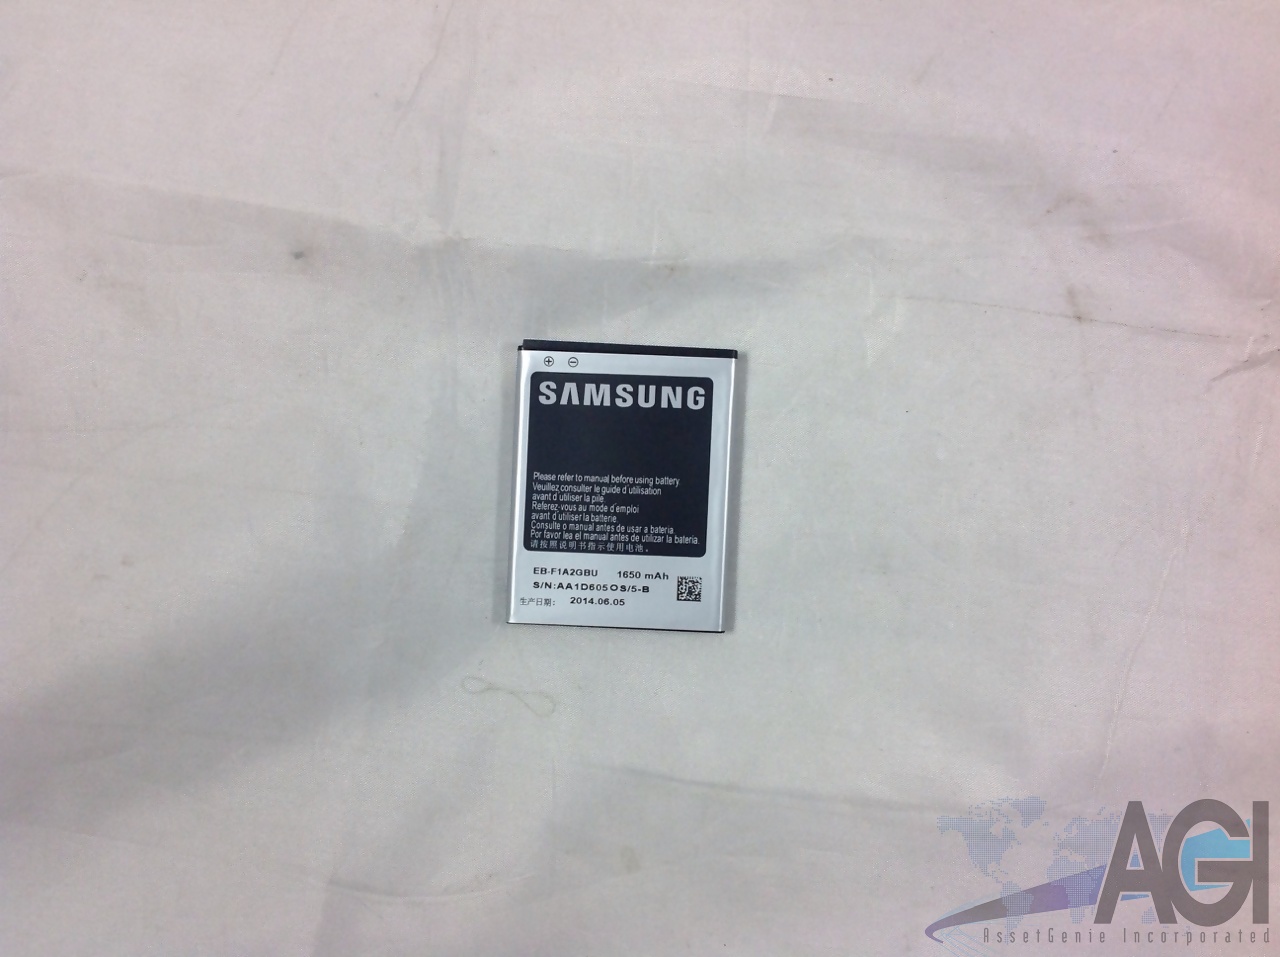 SAMSUNG
Please refer to manual before using battery.
Veuillez consulter le guide d'utilisation
avant d'utiliser la pile.
Referez-vous au mode d'emploi
avant d'utiliser la batterie.
Consulte o manual antes de usar a bateria.
Por favor lea el manual antes de utilizar la bateria.
请按照说明书指示使用电池。
EB-F1A2GBU 1650 mAh
S/N:AA1D605OS/5-B
生产日期: 2014.06.05
AGI
AssetGenie Incorporated